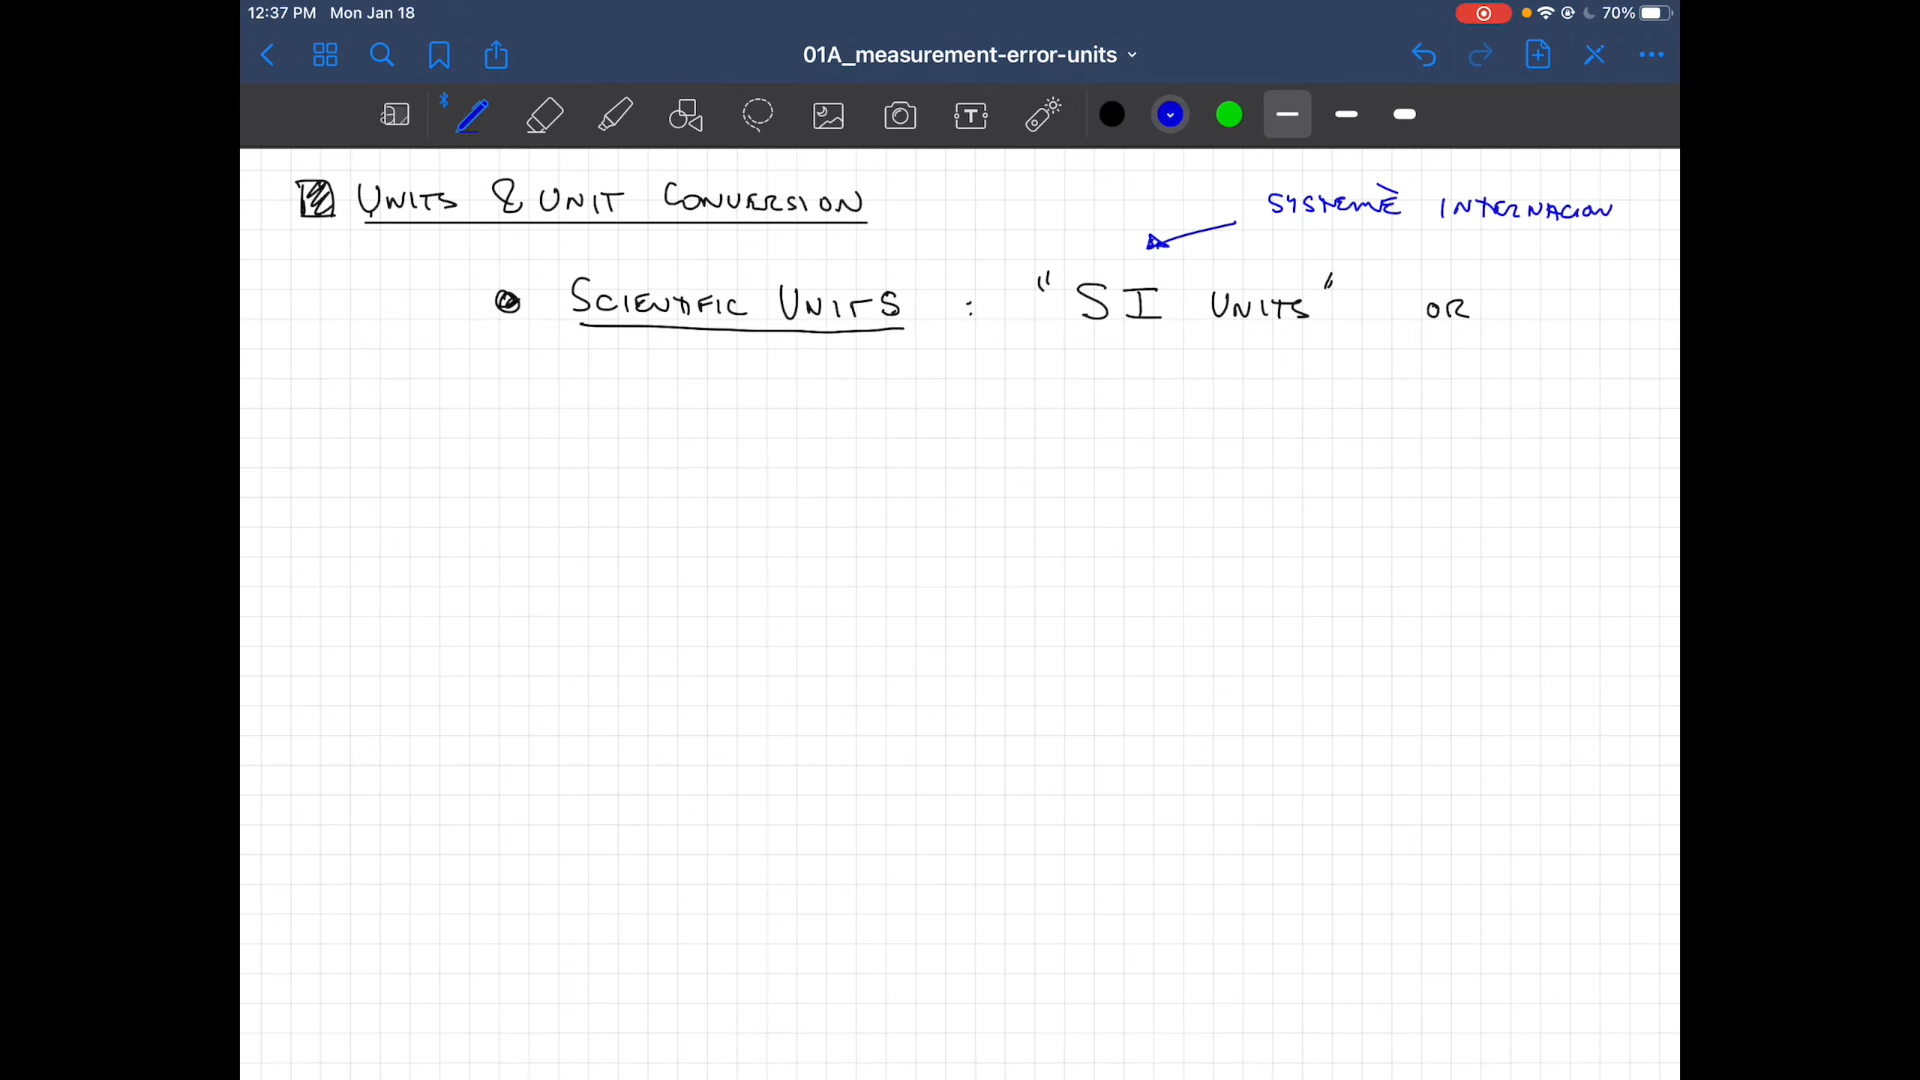 12:37 PM Mon Jan 18 70%
01A_measurement-error-units
T
UNITS & UNIT CONVERSION
SYSTEMÈ INTERNACION
• SCIENTIFIC UNITS : "SI UNITS" OR